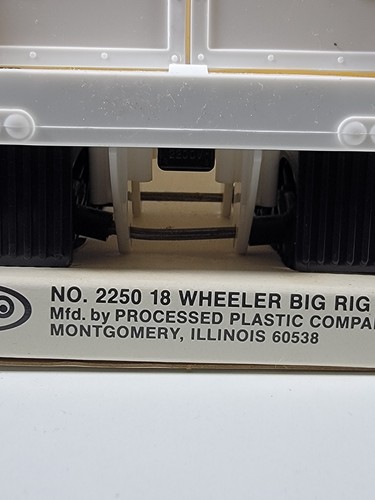 NO. 2250 18 WHEELER BIG RIG
Mfd. by PROCESSED PLASTIC COMPA
MONTGOMERY, ILLINOIS 60538